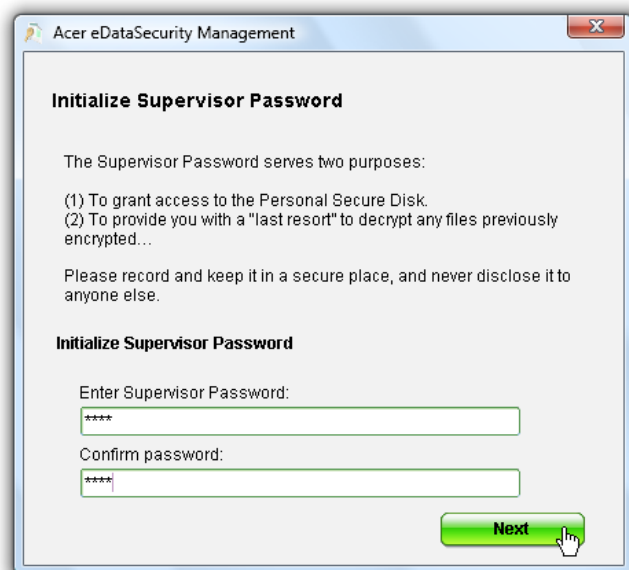 Acer eDataSecurity Management
Initialize Supervisor Password
The Supervisor Password serves two purposes:
(1) To grant access to the Personal Secure Disk.
(2) To provide you with a "last resort" to decrypt any files previously
encrypted...
Please record and keep it in a secure place, and never disclose it to
anyone else.
Initialize Supervisor Password
Enter Supervisor Password:
****
Confirm password:
****
Next